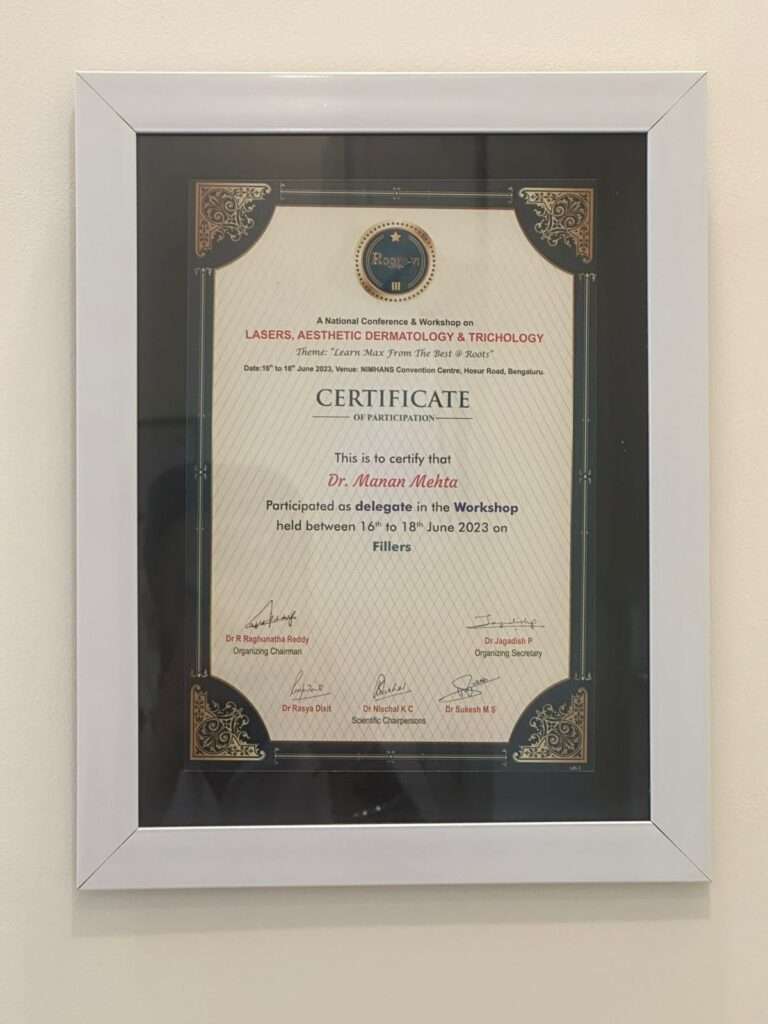 III
A National Conference & Workshop on
LASERS, AESTHETIC DERMATOLOGY & TRICHOLOGY
Theme: "Learn Max From The Best @ Roots"
Date:16th to 18th June 2023, Venue: NIMHANS Convention Centre, Hosur Road, Bengaluru.
CERTIFICATE
OF PARTICIPATION
This is to certify that
Dr. Manan Mehta
Participated as delegate in the Workshop
held between 16th to 18th June 2023 on
Fillers
Dr R Raghunatha Reddy
Organizing Chairman
Dr Jagadish P
Organizing Secretary
Dr Rasya Dixit
Dr Nischal K C
Dr Sukesh M S
Scientific Chairpersons